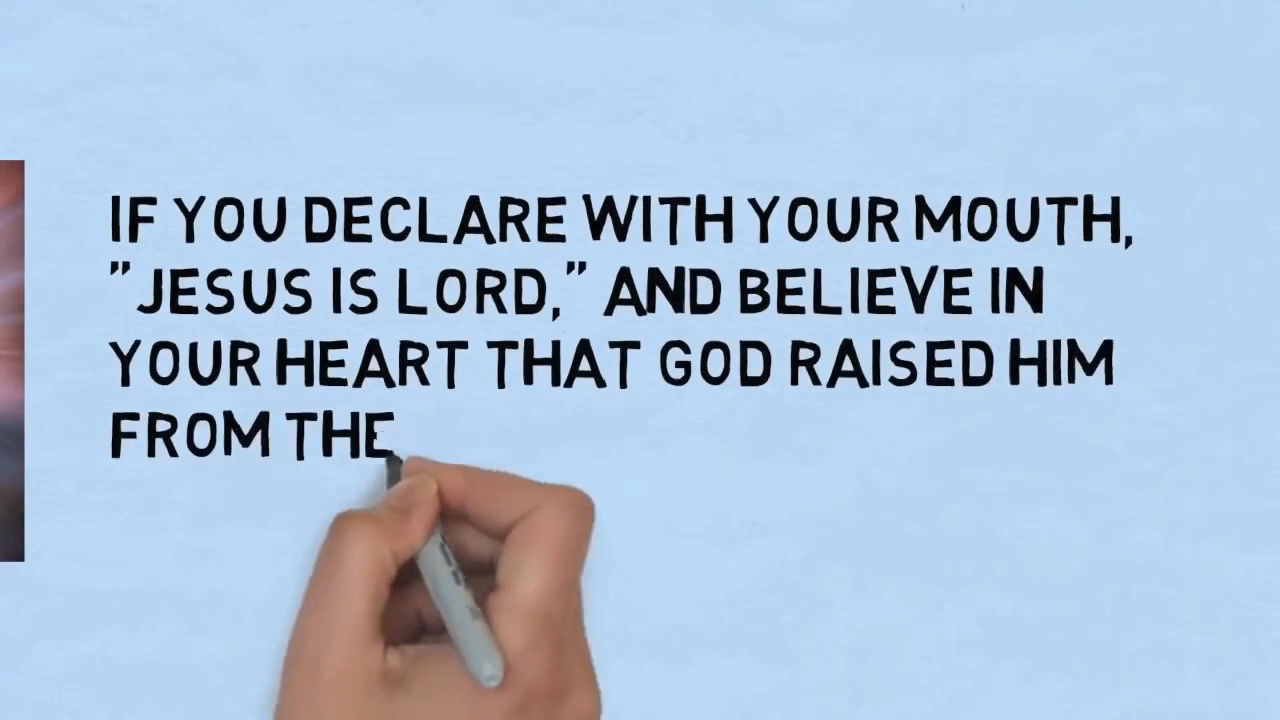 IF YOU DECLARE WITH YOUR MOUTH,
"JESUS IS LORD," AND BELIEVE IN
YOUR HEART THAT GOD RAISED HIM
FROM THE